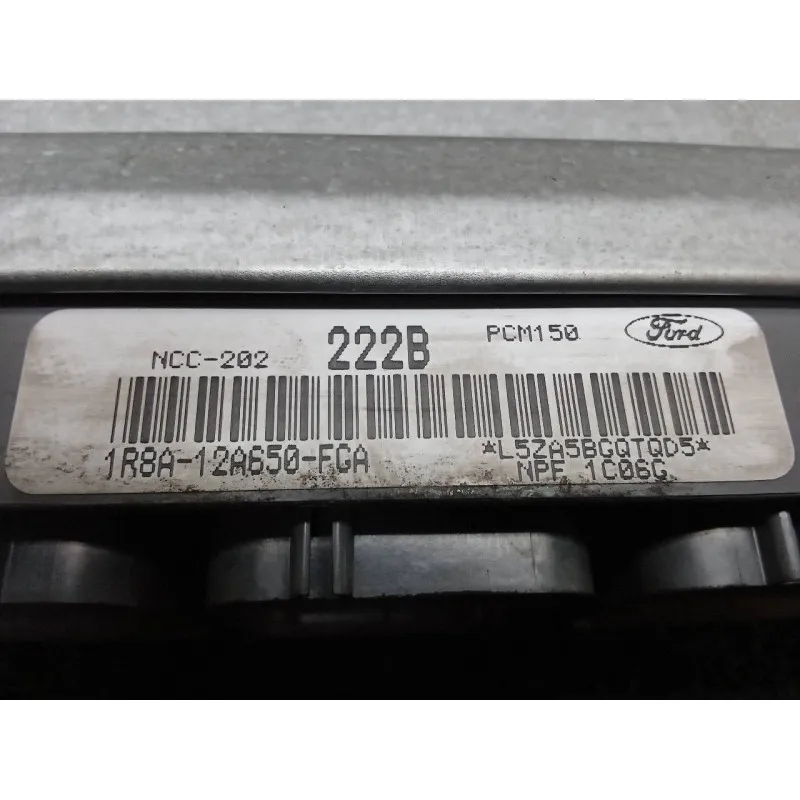 NCC-202 222B PCM150 Ford
1R8A-12A650-FGA *L5ZA5BGQTQD5*
NPF 1C06G